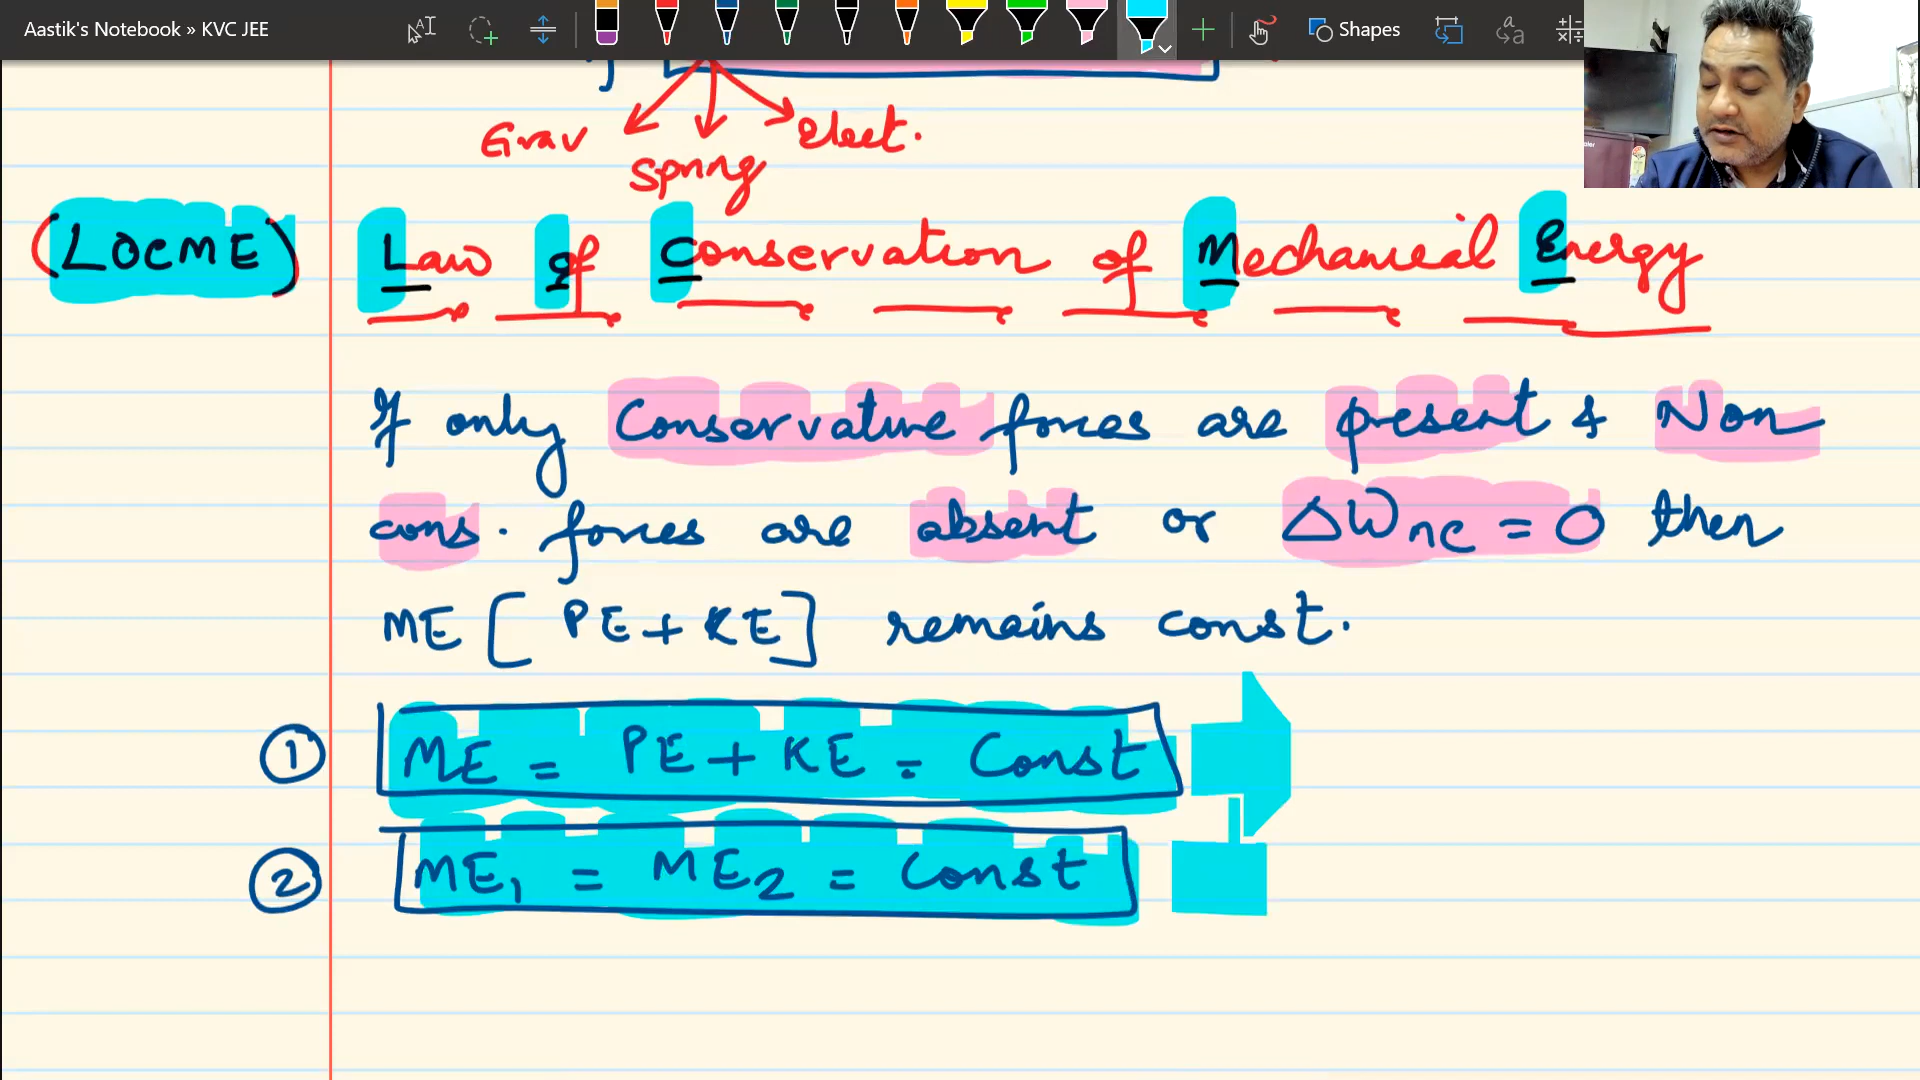 Aastik's Notebook » KVC JEE
Shapes
Grav
Spring
Elect.
(LOCME) Law of Conservation of Mechanical Energy
If only Conservative forces are present & Non
cons. forces are absent or ΔWnc = 0 then
ME [ PE + KE ] remains const.
① ME = PE + KE = Const
② ME₁ = ME₂ = Const